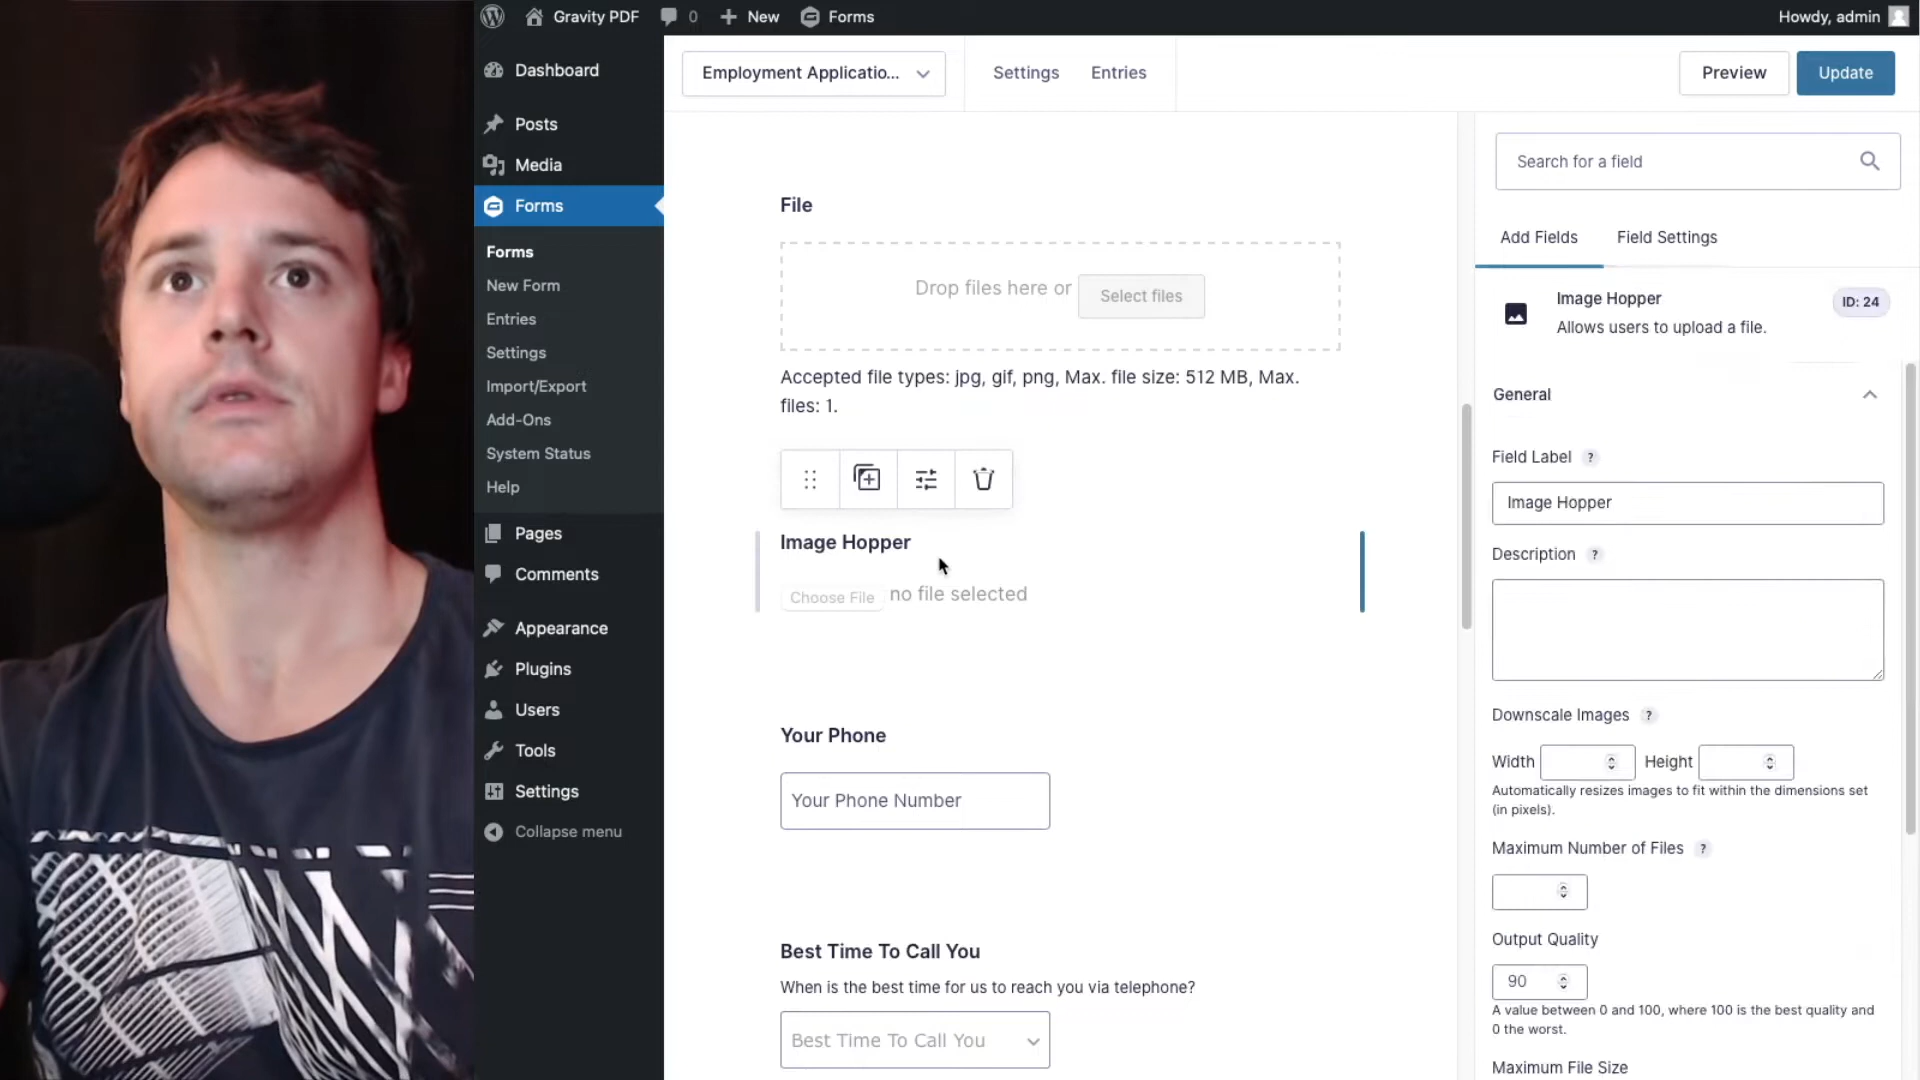 Gravity PDF
0
New
Forms
Howdy, admin
Dashboard
Posts
Media
Forms
Forms
New Form
Entries
Settings
Import/Export
Add-Ons
System Status
Help
Pages
Comments
Appearance
Plugins
Users
Tools
Settings
Collapse menu
Employment Applicatio...
Settings
Entries
Preview
Update
File
Drop files here or
Select files
Accepted file types: jpg, gif, png, Max. file size: 512 MB, Max.
files: 1.
Image Hopper
Choose File
no file selected
Your Phone
Your Phone Number
Best Time To Call You
When is the best time for us to reach you via telephone?
Best Time To Call You
Search for a field
Add Fields
Field Settings
Image Hopper
ID: 24
Allows users to upload a file.
General
Field Label ?
Image Hopper
Description ?
Downscale Images ?
Width
Height
Automatically resizes images to fit within the dimensions set
(in pixels).
Maximum Number of Files ?
Output Quality
90
A value between 0 and 100, where 100 is the best quality and
0 the worst.
Maximum File Size